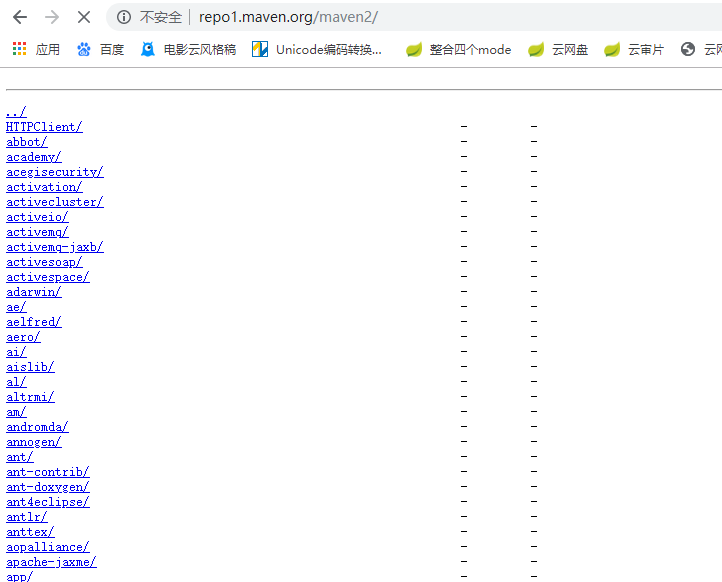 不安全 | repo1.maven.org/maven2/
应用 百度 电影云风格稿 Unicode编码转换... 整合四个mode 云网盘 云审片 云网
../
HTTPClient/ - -
abbot/ - -
academy/ - -
acegisecurity/ - -
activation/ - -
activecluster/ - -
activeio/ - -
activemq/ - -
activemq-jaxb/ - -
activesoap/ - -
activespace/ - -
adarwin/ - -
ae/ - -
aelfred/ - -
aero/ - -
ai/ - -
aislib/ - -
al/ - -
altrmi/ - -
am/ - -
andromda/ - -
annogen/ - -
ant/ - -
ant-contrib/ - -
ant-doxygen/ - -
ant4eclipse/ - -
antlr/ - -
anttex/ - -
aopalliance/ - -
apache-jaxme/ - -
app/ - -